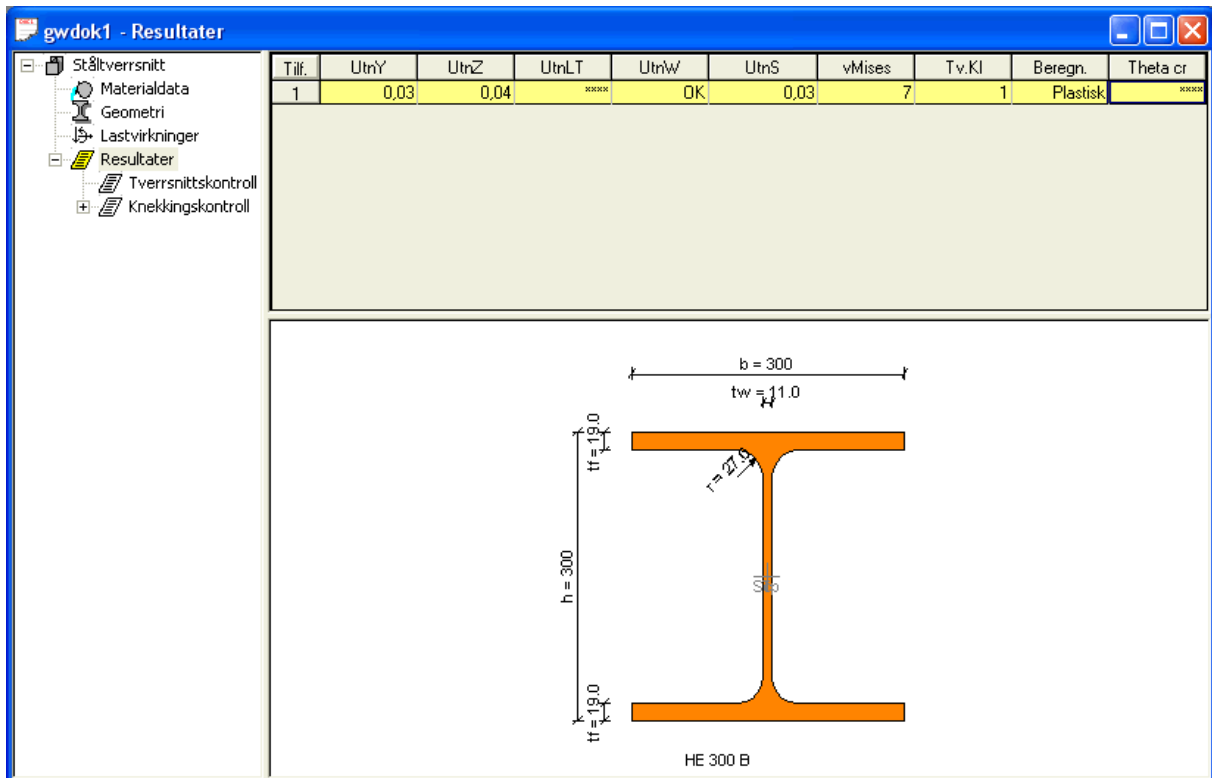 gwdok1 - Resultater
Ståltverrsnitt
Materialdata
Geometri
Lastvirkninger
Resultater
Tverrsnittskontroll
Knekkingskontroll
Tilf. UtnY UtnZ UtnLT UtnW UtnS vMises Tv.Kl Beregn. Theta cr
1 0,03 0,04 **** OK 0,03 7 1 Plastisk ****
b = 300
tw = 11.0
tf = 19.0
r = 27.0
h = 300
tf = 19.0
HE 300 B